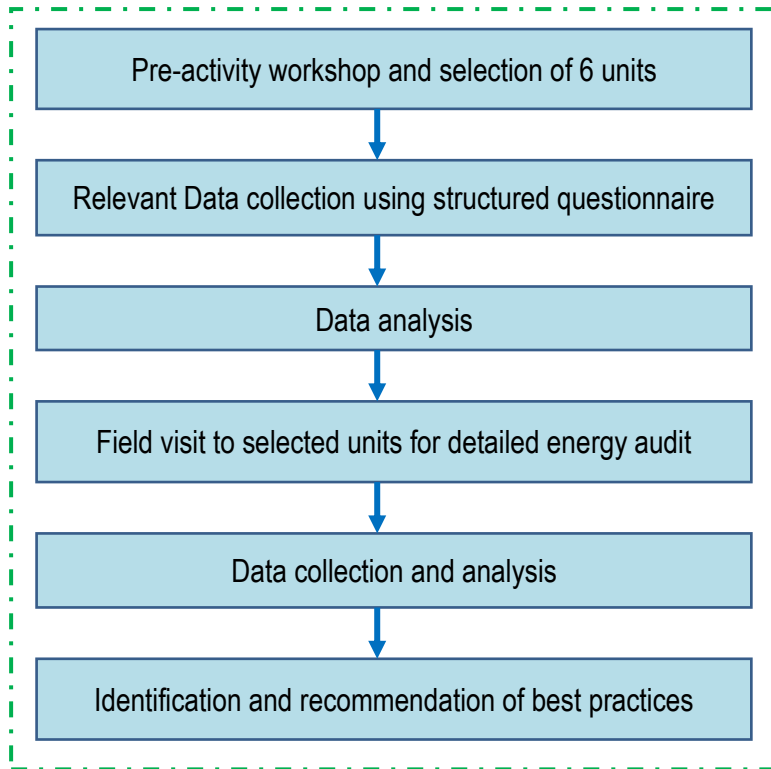 Pre-activity workshop and selection of 6 units
Relevant Data collection using structured questionnaire
Data analysis
Field visit to selected units for detailed energy audit
Data collection and analysis
Identification and recommendation of best practices